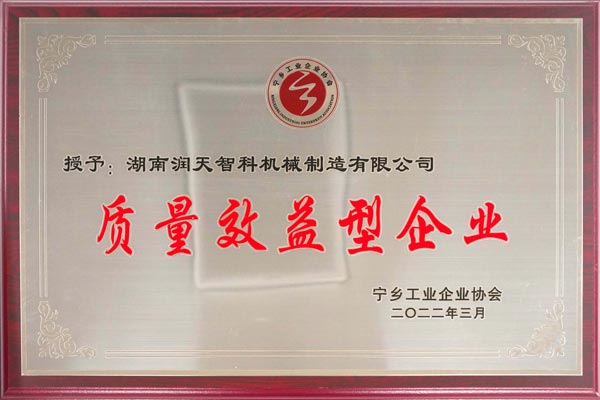 宁乡工业企业协会
授予：湖南润天智科机械制造有限公司
质量效益型企业
宁乡工业企业协会
二〇二二年三月